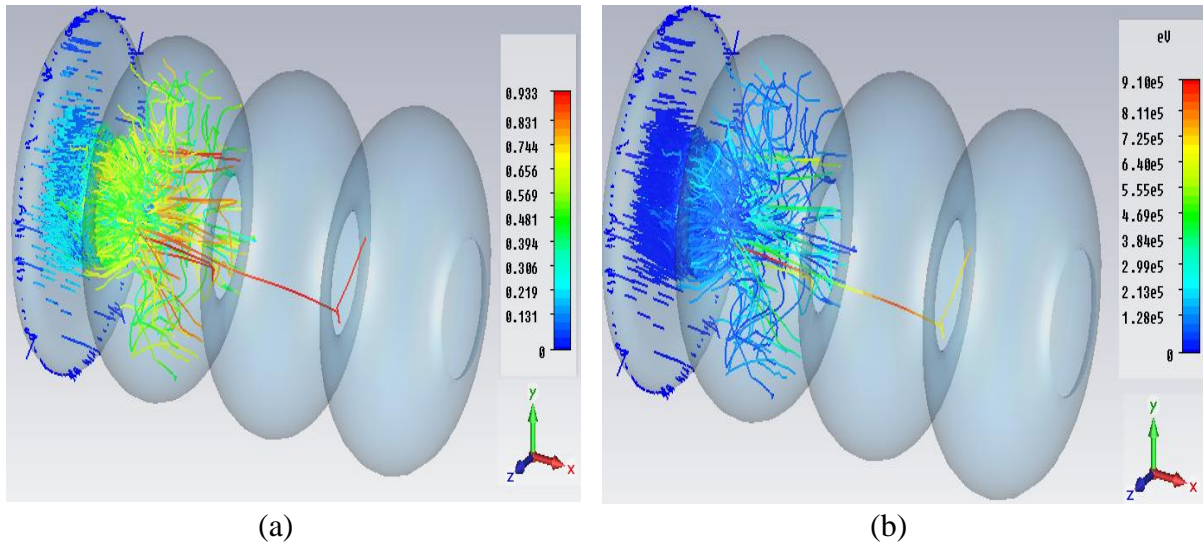 0.933
0.831
0.744
0.656
0.569
0.481
0.394
0.306
0.219
0.131
0
y
z
x
(a)
eV
9.10e5
8.11e5
7.25e5
6.40e5
5.55e5
4.69e5
3.84e5
2.99e5
2.13e5
1.28e5
0
y
z
x
(b)